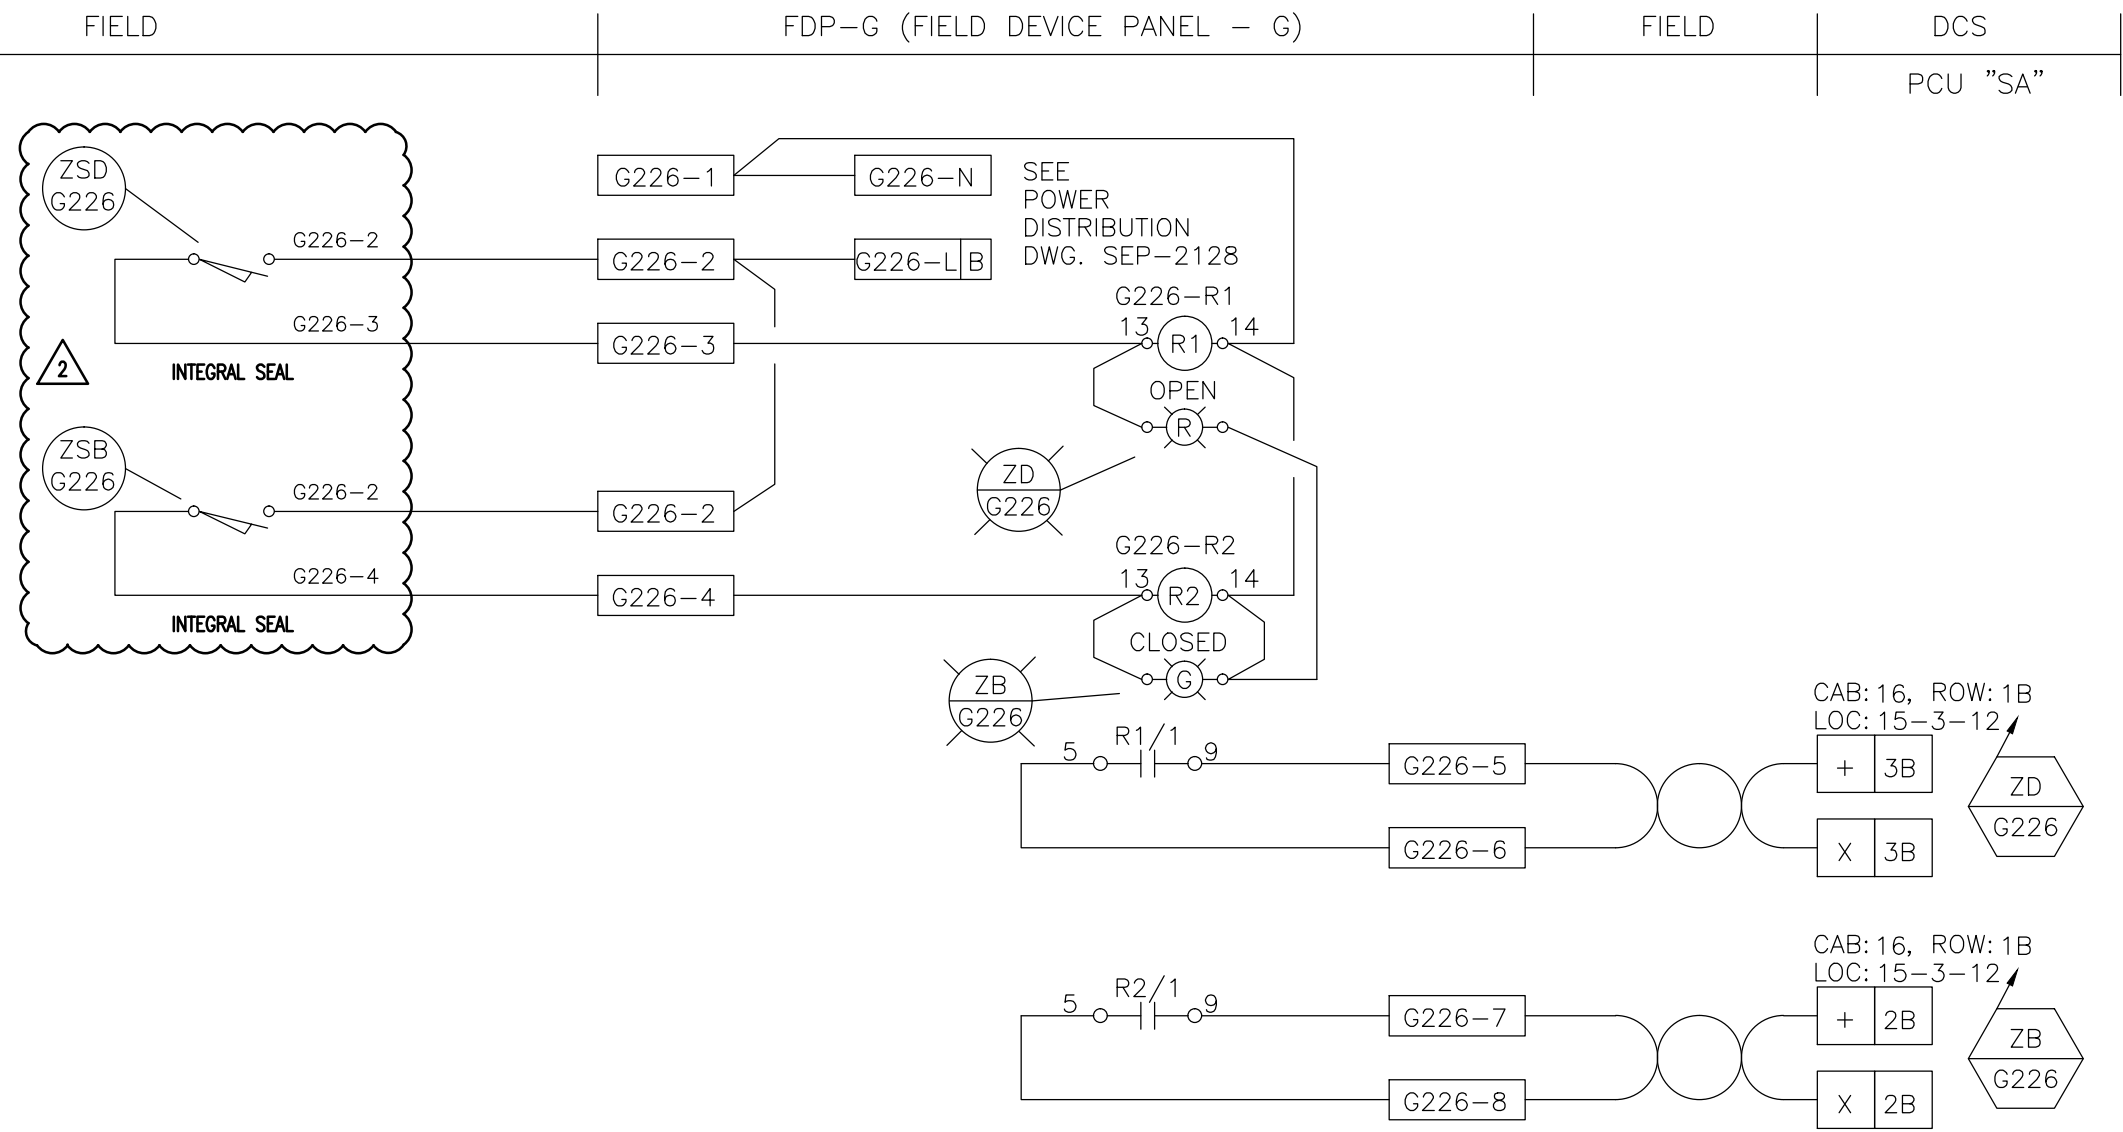 FIELD
FDP-G (FIELD DEVICE PANEL - G)
FIELD
DCS
PCU "SA"
ZSD
G226
G226-2
G226-3
2
INTEGRAL SEAL
ZSB
G226
G226-2
G226-4
INTEGRAL SEAL
G226-1
G226-N
G226-2
G226-L B
G226-3
G226-2
G226-4
SEE
POWER
DISTRIBUTION
DWG. SEP-2128
G226-R1
13 R1 14
OPEN
R
ZD
G226
G226-R2
13 R2 14
CLOSED
G
ZB
G226
R1/1
5 9
G226-5
G226-6
CAB: 16, ROW: 1B
LOC: 15-3-12
+ 3B
X 3B
ZD
G226
R2/1
5 9
G226-7
G226-8
CAB: 16, ROW: 1B
LOC: 15-3-12
+ 2B
X 2B
ZB
G226